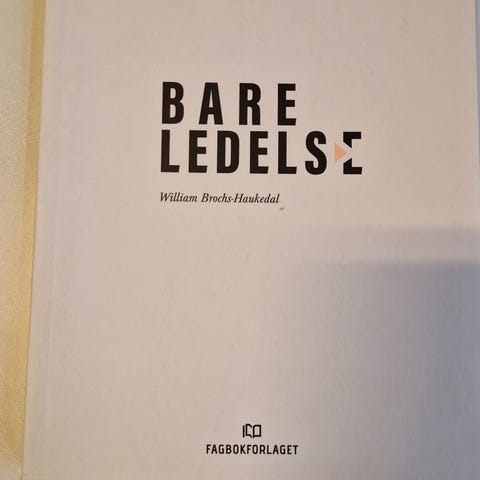 BARE
LEDELSE
William Brochs-Haukedal
FAGBOKFORLAGET